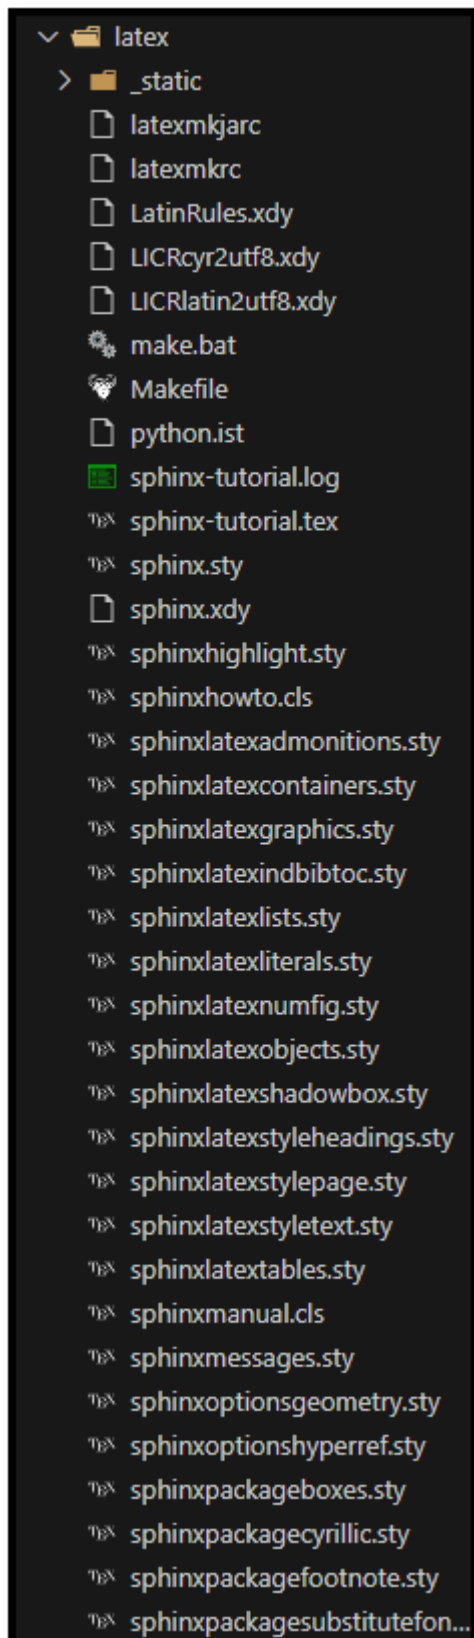 latex
_static
latexmkjarc
latexmkrc
LatinRules.xdy
LICRcyr2utf8.xdy
LICRlatin2utf8.xdy
make.bat
Makefile
python.ist
sphinx-tutorial.log
sphinx-tutorial.tex
sphinx.sty
sphinx.xdy
sphinxhighlight.sty
sphinxhowto.cls
sphinxlatexadmonitions.sty
sphinxlatexcontainers.sty
sphinxlatexgraphics.sty
sphinxlatexindbibtoc.sty
sphinxlatexlists.sty
sphinxlatexliterals.sty
sphinxlatexnumfig.sty
sphinxlatexobjects.sty
sphinxlatexshadowbox.sty
sphinxlatexstyleheadings.sty
sphinxlatexstylepage.sty
sphinxlatexstyletext.sty
sphinxlatextables.sty
sphinxmanual.cls
sphinxmessages.sty
sphinxoptionsgeometry.sty
sphinxoptionshyperref.sty
sphinxpackageboxes.sty
sphinxpackagecyrillic.sty
sphinxpackagefootnote.sty
sphinxpackagesubstitutefon...